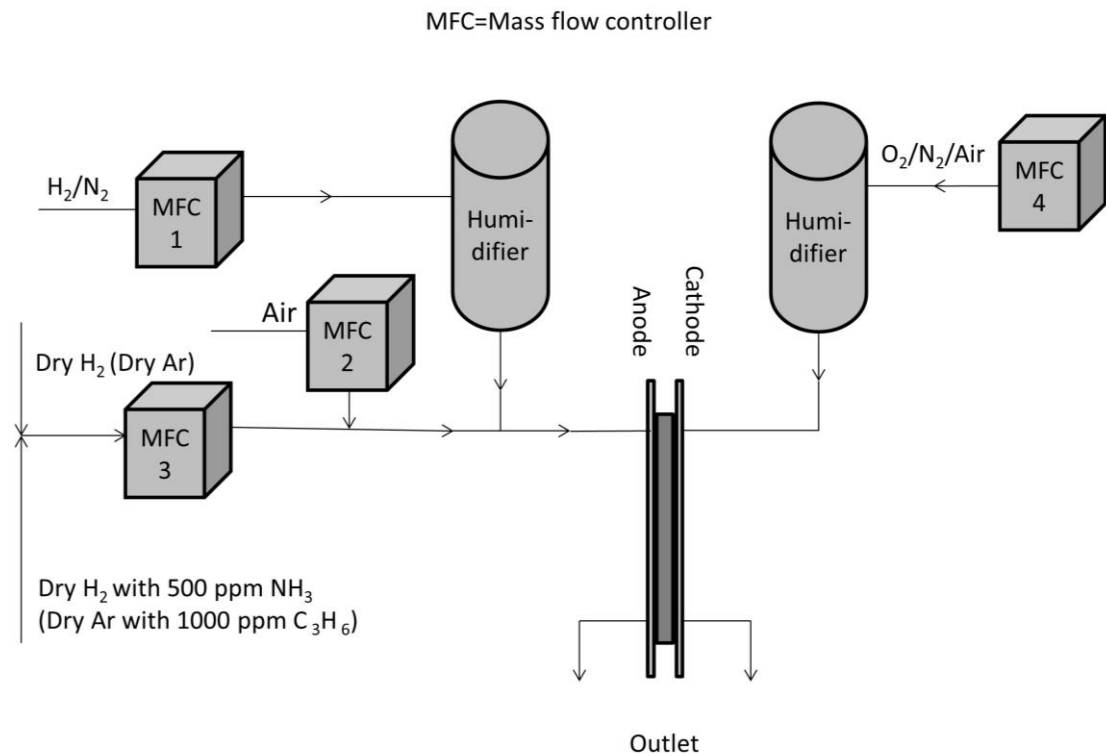 MFC=Mass flow controller
H₂/N₂
MFC
1
Humi-
difier
Humi-
difier
O₂/N₂/Air
MFC
4
Air
MFC
2
Anode
Cathode
Dry H₂ (Dry Ar)
MFC
3
Dry H₂ with 500 ppm NH₃
(Dry Ar with 1000 ppm C₃H₆)
Outlet